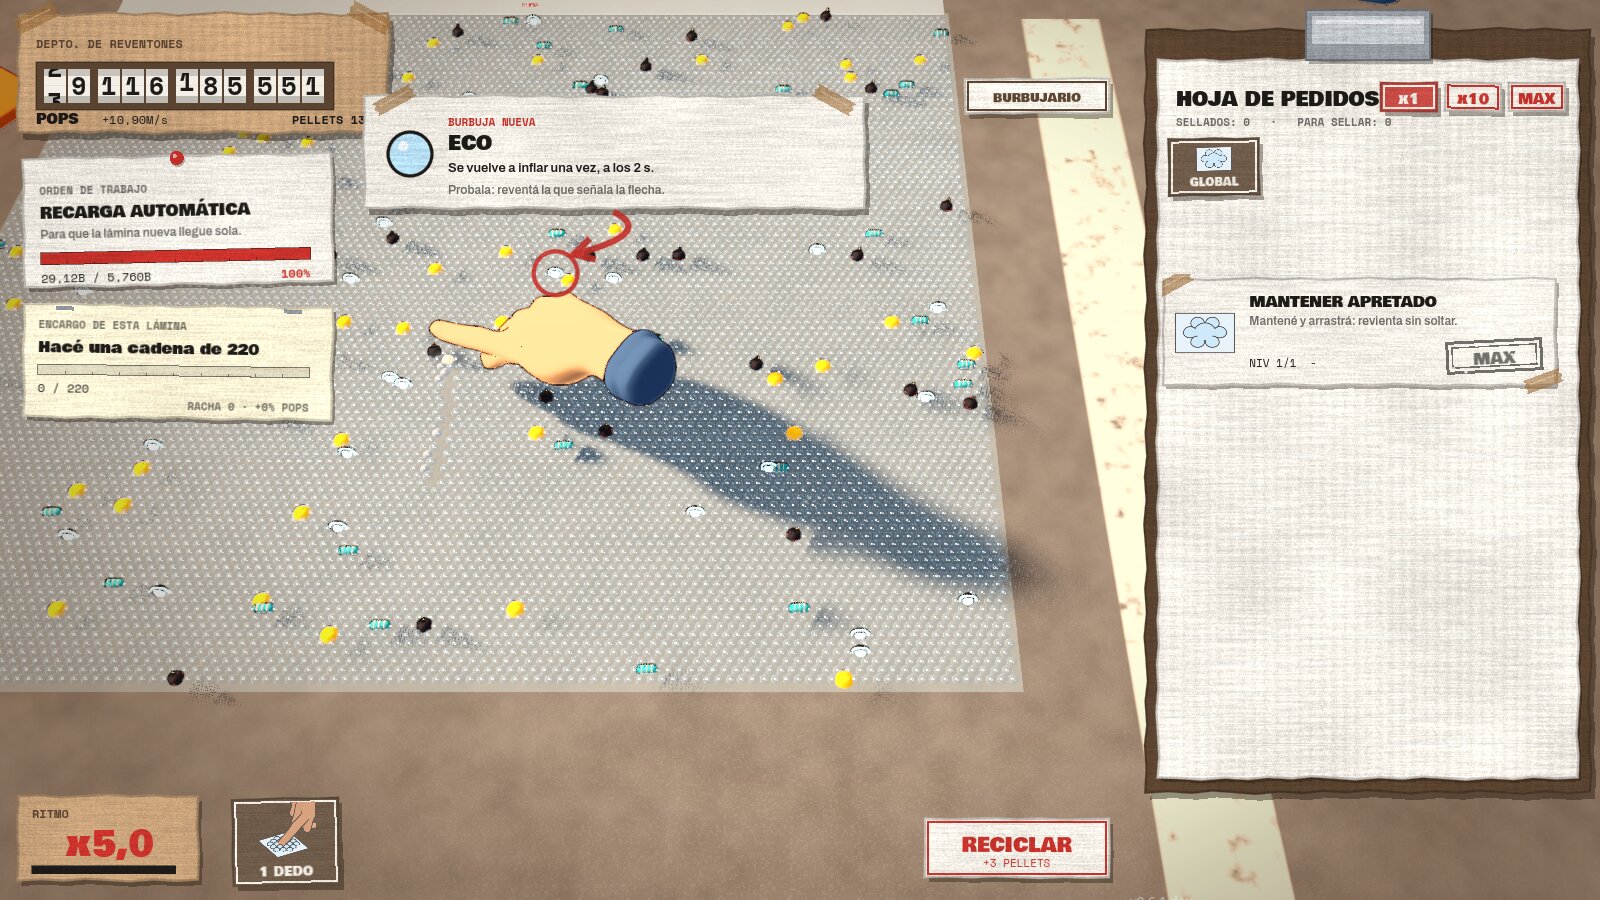 DEPTO. DE REVENTONES
9 116 185 551
POPS +10,90M/s PELLETS 13
ORDEN DE TRABAJO
RECARGA AUTOMÁTICA
Para que la lámina nueva llegue sola.
29,12B / 5,760B 100%
ENCARGO DE ESTA LÁMINA
Hacé una cadena de 220
0 / 220
RACHA 0 · +0% POPS
BURBUJA NUEVA
ECO
Se vuelve a inflar una vez, a los 2 s.
Probala: reventá la que señala la flecha.
BURBUJARIO
HOJA DE PEDIDOS x1 x10 MAX
SELLADOS: 0 · PARA SELLAR: 0
GLOBAL
MANTENER APRETADO
Mantené y arrastrá: revienta sin soltar.
NIV 1/1 - MAX
RITMO
x5,0
1 DEDO
RECICLAR
+3 PELLETS